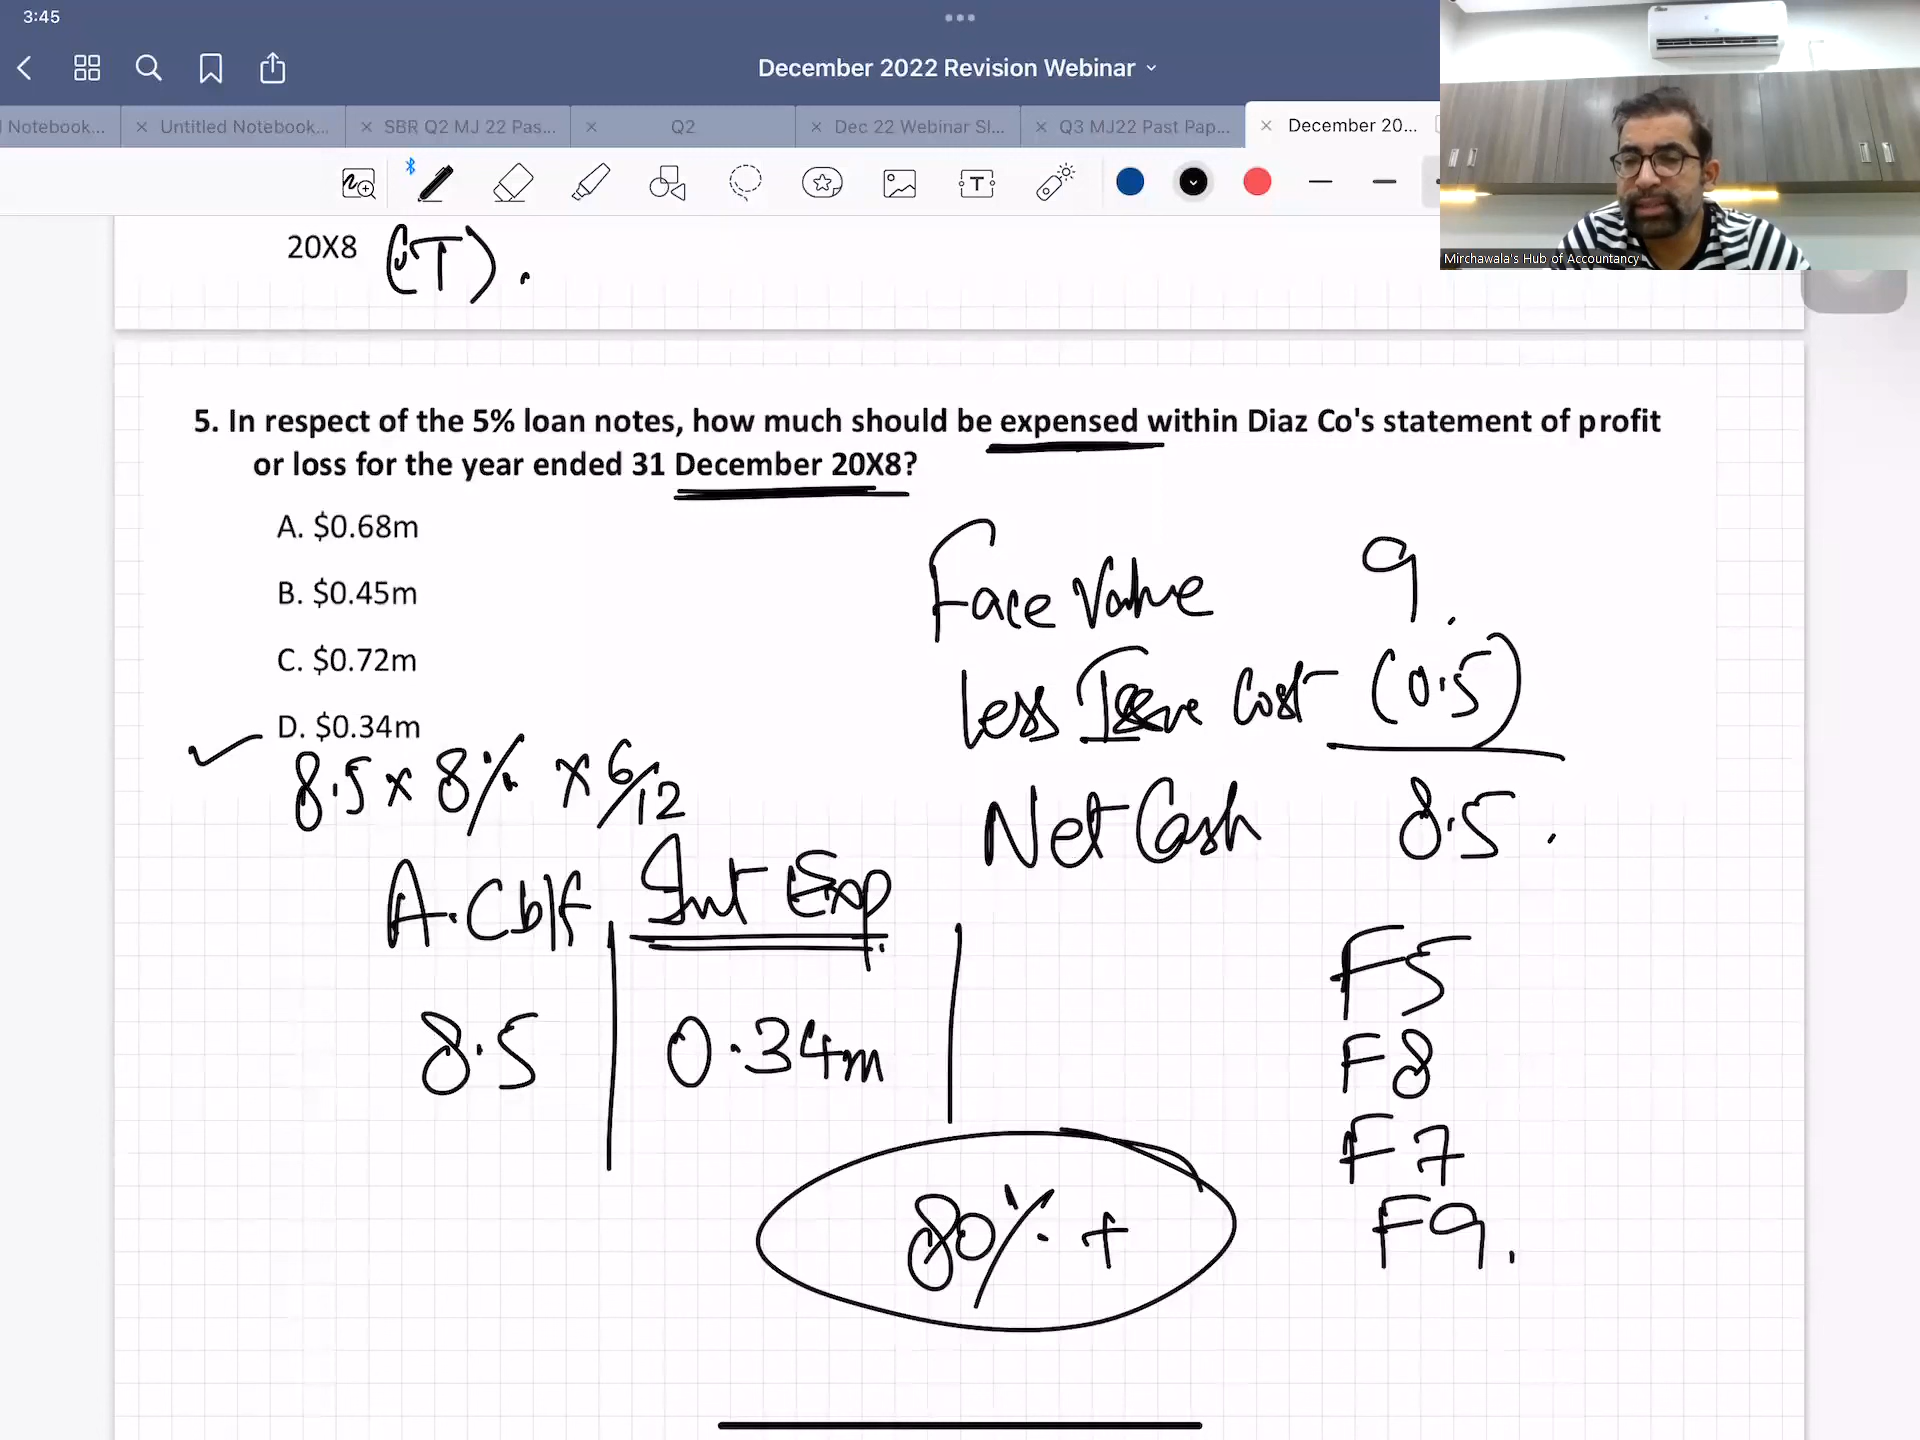 3:45
December 2022 Revision Webinar
l Notebook...
Untitled Notebook...
SBR Q2 MJ 22 Pas...
Q2
Dec 22 Webinar Sl...
Q3 MJ22 Past Pap...
December 20...
Mirchawala's Hub of Accountancy
20X8 (T).
5. In respect of the 5% loan notes, how much should be expensed within Diaz Co's statement of profit
or loss for the year ended 31 December 20X8?
A. $0.68m
B. $0.45m
C. $0.72m
D. $0.34m
8.5 x 8% x 6/12
Face Value 9.
Less Issue Cost (0.5)
Net Cash 8.5.
A.C b/f Int Exp.
8.5 0.34m
80% +
F5
F8
F7
F9.